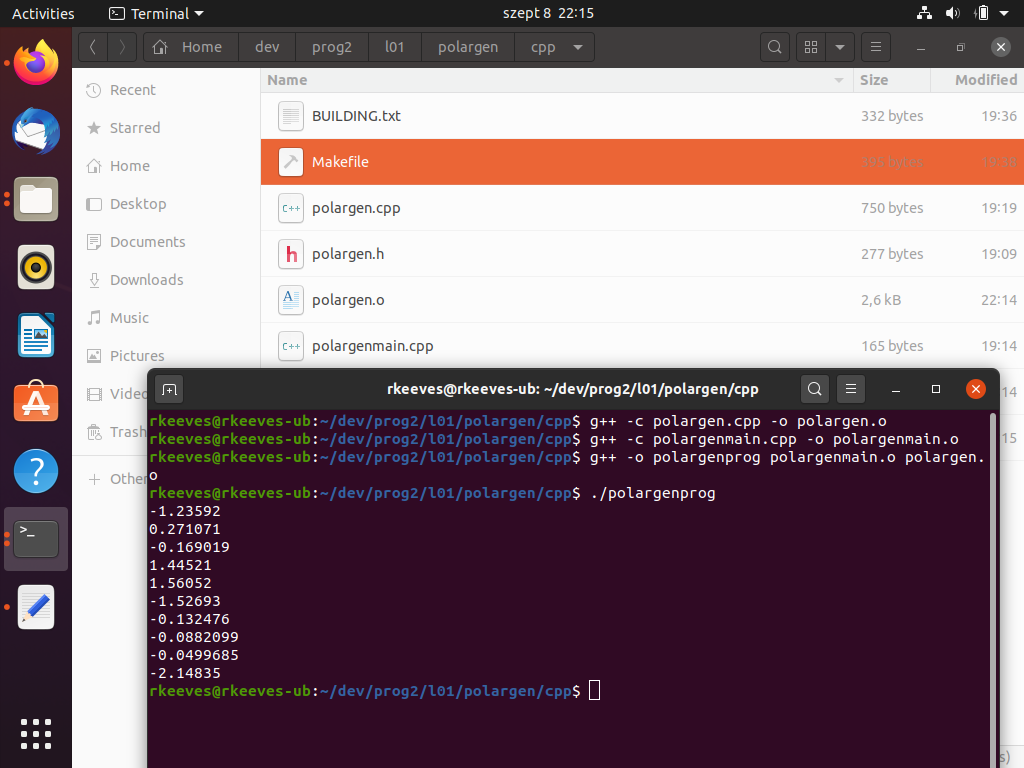 Activities
Terminal
szept 8 22:15
Home
dev
prog2
l01
polargen
cpp
Recent
Starred
Home
Desktop
Documents
Downloads
Music
Pictures
Trash
Name
Size
Modified
BUILDING.txt
332 bytes
19:36
Makefile
polargen.cpp
750 bytes
19:19
polargen.h
277 bytes
19:09
polargen.o
2,6 kB
22:14
polargenmain.cpp
165 bytes
19:14
rkeeves@rkeeves-ub: ~/dev/prog2/l01/polargen/cpp
rkeeves@rkeeves-ub:~/dev/prog2/l01/polargen/cpp$ g++ -c polargen.cpp -o polargen.o
rkeeves@rkeeves-ub:~/dev/prog2/l01/polargen/cpp$ g++ -c polargenmain.cpp -o polargenmain.o
rkeeves@rkeeves-ub:~/dev/prog2/l01/polargen/cpp$ g++ -o polargenprog polargenmain.o polargen.
o
rkeeves@rkeeves-ub:~/dev/prog2/l01/polargen/cpp$ ./polargenprog
-1.23592
0.271071
-0.169019
1.44521
1.56052
-1.52693
-0.132476
-0.0882099
-0.0499685
-2.14835
rkeeves@rkeeves-ub:~/dev/prog2/l01/polargen/cpp$